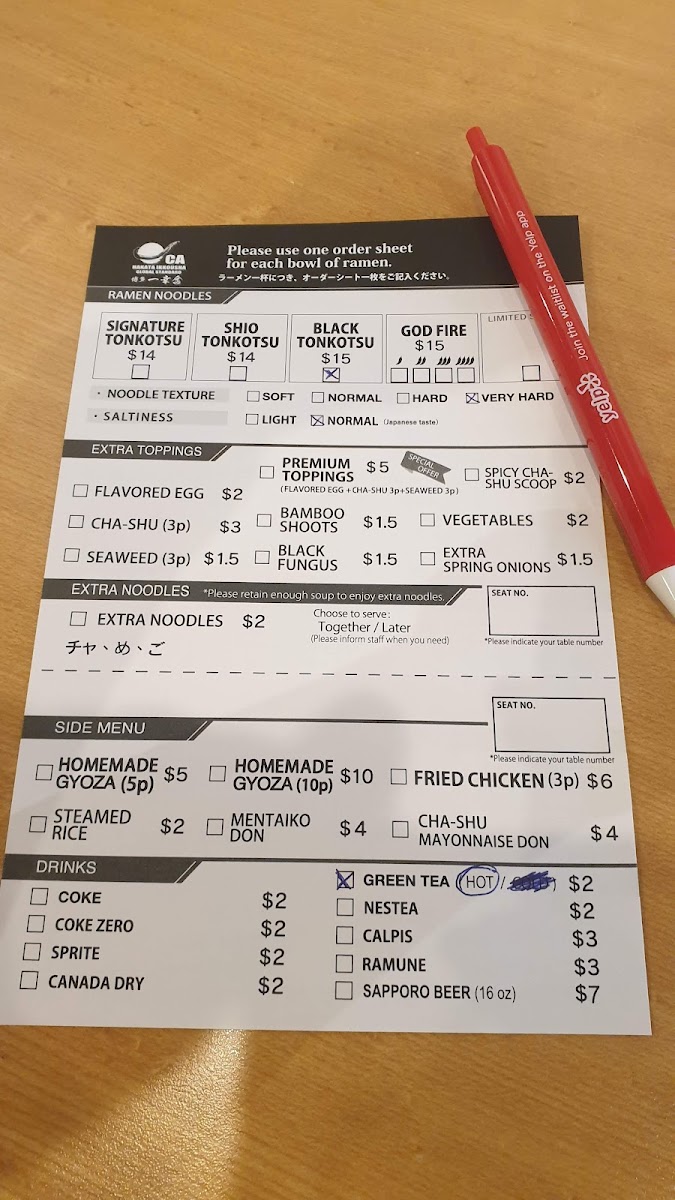 CA
HAKATA IKKOUSHA
GLOBAL STANDARD
博多 一幸舎
Please use one order sheet
for each bowl of ramen.
ラーメン一杯につき、オーダーシート一枚をご記入ください。
RAMEN NOODLES
SIGNATURE TONKOTSU $14
SHIO TONKOTSU $14
BLACK TONKOTSU $15
GOD FIRE $15
LIMITED
・ NOODLE TEXTURE SOFT NORMAL HARD VERY HARD
・ SALTINESS LIGHT NORMAL (Japanese taste)
EXTRA TOPPINGS
PREMIUM TOPPINGS $5 SPECIAL OFFER
(FLAVORED EGG + CHA-SHU 3p+SEAWEED 3p)
SPICY CHA-SHU SCOOP $2
FLAVORED EGG $2
CHA-SHU (3p) $3
BAMBOO SHOOTS $1.5
VEGETABLES $2
SEAWEED (3p) $1.5
BLACK FUNGUS $1.5
EXTRA SPRING ONIONS $1.5
EXTRA NOODLES *Please retain enough soup to enjoy extra noodles.
EXTRA NOODLES $2
チャ、め、ご
Choose to serve:
Together / Later
(Please inform staff when you need)
SEAT NO.
*Please indicate your table number
SEAT NO.
*Please indicate your table number
SIDE MENU
HOMEMADE GYOZA (5p) $5
HOMEMADE GYOZA (10p) $10
FRIED CHICKEN (3p) $6
STEAMED RICE $2
MENTAIKO DON $4
CHA-SHU MAYONNAISE DON $4
DRINKS
COKE $2
COKE ZERO $2
SPRITE $2
CANADA DRY $2
GREEN TEA (HOT / $2
NESTEA $2
CALPIS $3
RAMUNE $3
SAPPORO BEER (16 oz) $7
Join the waitlist on the Yelp app
yelp